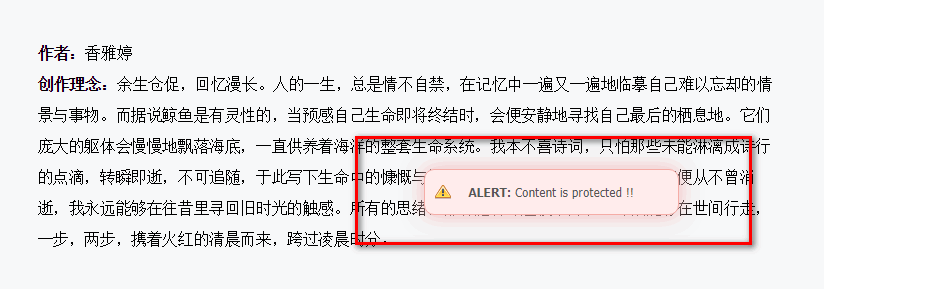 作者：香雅婷
创作理念：余生仓促，回忆漫长。人的一生，总是情不自禁，在记忆中一遍又一遍地临摹自己难以忘却的情
景与事物。而据说鲸鱼是有灵性的，当预感自己生命即将终结时，会便安静地寻找自己最后的栖息地。它们
庞大的躯体会慢慢地飘落海底，一直供养着海洋的整套生命系统。我本不喜诗词，只怕那些未能淋漓成诗行
的点滴，转瞬即逝，不可追随，于此写下生命中的慷慨与 便从不曾消
逝，我永远能够在往昔里寻回旧时光的触感。所有的思绪 在世间行走，
一步，两步，携着火红的清晨而来，跨过凌晨时分。
ALERT: Content is protected !!